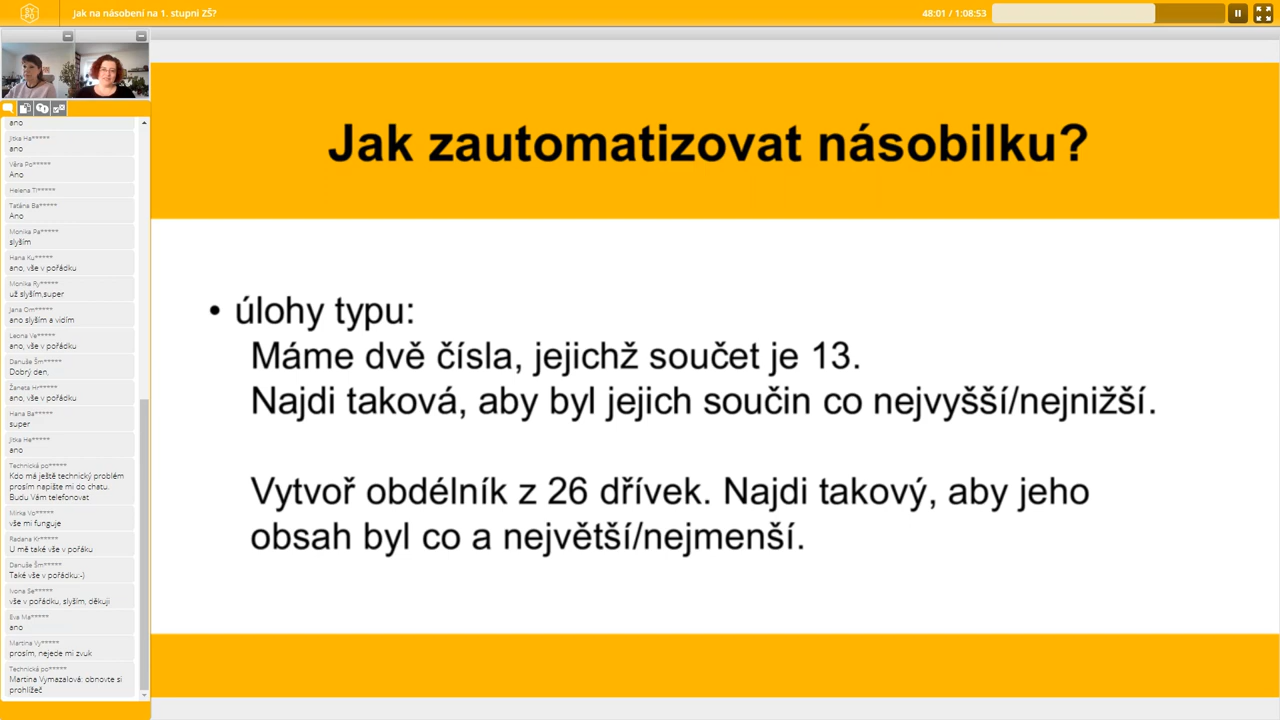 SYPO
Jak na násobení na 1. stupni ZŠ?
48:01 / 1:08:53
ano
Jitka Ha*****
ano
Věra Po*****
Ano
Helena Tl*****
Taťána Ba*****
Ano
Monika Pa*****
slyším
Hana Ku*****
ano, vše v pořádku
Monika Ry*****
už slyším,super
Jana Om*****
ano slyším a vidím
Leona Ve*****
ano, vše v pořádku
Danuše Šm*****
Dobrý den,
Žaneta Hr*****
ano, vše v pořádku
Hana Ba*****
super
Jitka He*****
ano
Technická po*****
Kdo má ještě technický problém
prosím napište mi do chatu.
Budu Vám telefonovat
Mirka Vo*****
vše mi funguje
Radana Kr*****
U mě také vše v pořáku
Danuše Šm*****
Také vše v pořádku:-)
Ivona Se*****
vše v pořádku, slyším, děkuji
Eva Ma*****
ano
Martina Vy*****
prosím, nejede mi zvuk
Technická po*****
Martina Vymazalová: obnovte si
prohlížeč
Jak zautomatizovat násobilku?
• úlohy typu:
Máme dvě čísla, jejichž součet je 13.
Najdi taková, aby byl jejich součin co nejvyšší/nejnižší.
Vytvoř obdélník z 26 dřívek. Najdi takový, aby jeho
obsah byl co a největší/nejmenší.